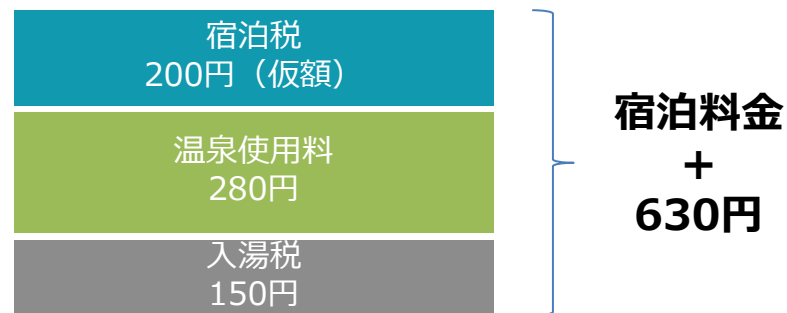 宿泊税
200円（仮額）
温泉使用料
280円
入湯税
150円
宿泊料金
＋
630円